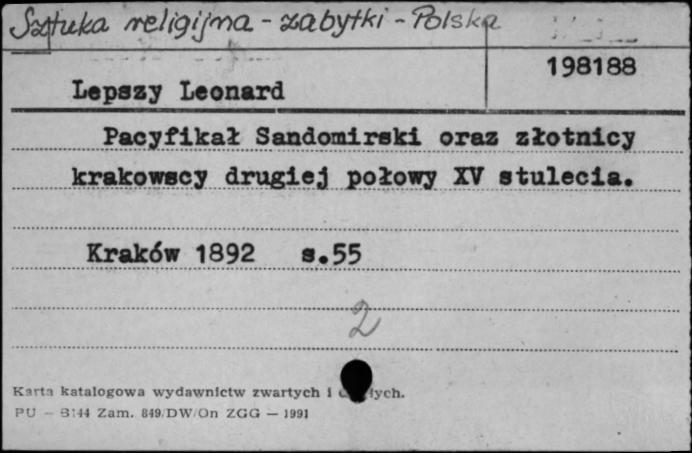 Sztuka religijna - zabytki - Polska
198188
Lepszy Leonard
Pacyfikał Sandomirski oraz złotnicy
krakowscy drugiej połowy XV stulecia.
Kraków 1892 s.55
2
Karta katalogowa wydawnictw zwartych i
PU - B144 Zam. 849/DW/On ZGG — 1991